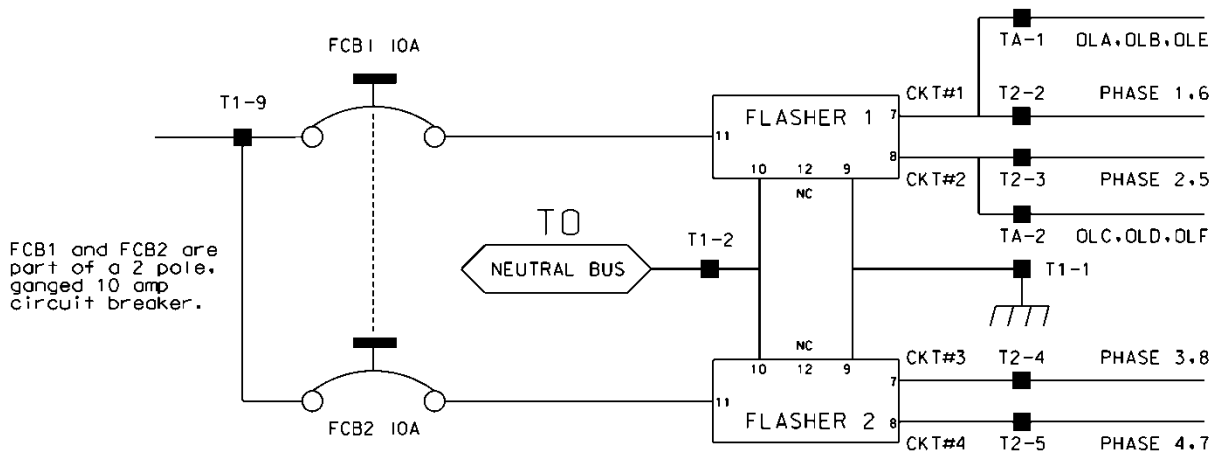 FCB1 10A
T1-9
TA-1 OLA,OLB,OLE
CKT#1 T2-2 PHASE 1,6
FLASHER 1
7
11
8
10 12 9
NC
CKT#2 T2-3 PHASE 2,5
TA-2 OLC,OLD,OLF
TO
NEUTRAL BUS
T1-2
T1-1
FCB1 and FCB2 are
part of a 2 pole,
ganged 10 amp
circuit breaker.
NC
10 12 9
CKT#3 T2-4 PHASE 3,8
7
11
FLASHER 2
8
FCB2 10A
CKT#4 T2-5 PHASE 4,7